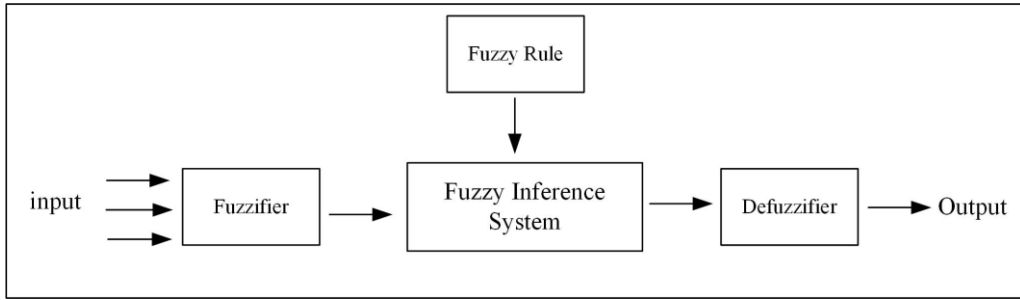 Fuzzy Rule
input
Fuzzifier
Fuzzy Inference
System
Defuzzifier
Output